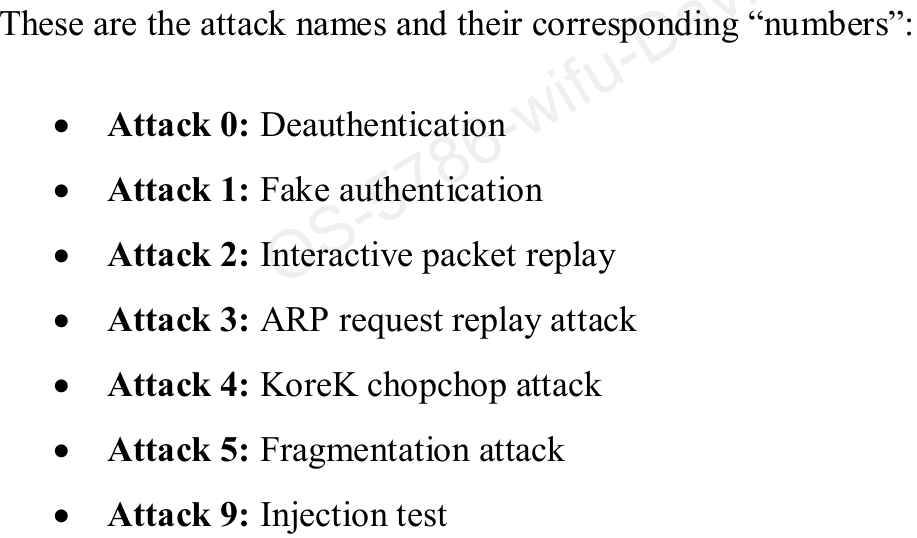 These are the attack names and their corresponding “numbers”:
• Attack 0: Deauthentication
• Attack 1: Fake authentication
• Attack 2: Interactive packet replay
• Attack 3: ARP request replay attack
• Attack 4: KoreK chopchop attack
• Attack 5: Fragmentation attack
• Attack 9: Injection test
OS-5786-wifu-Davi